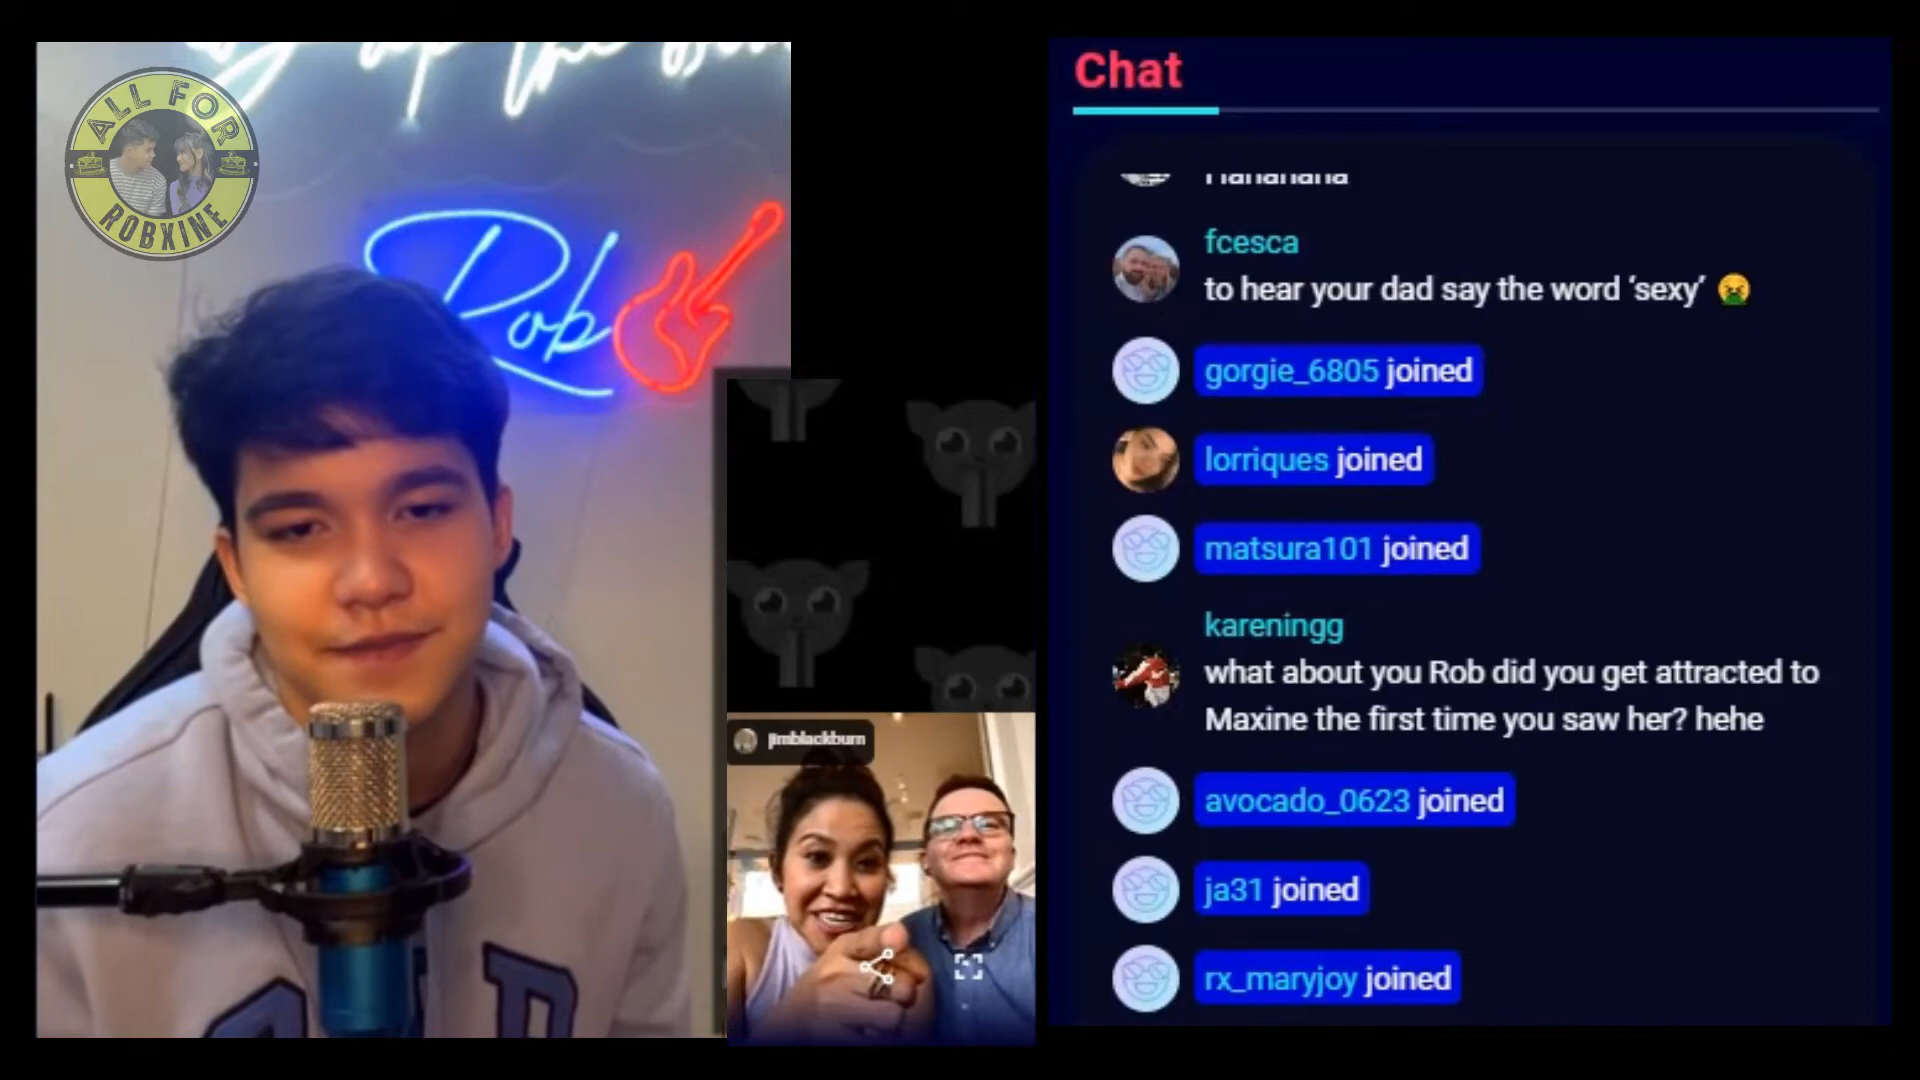 ALL FOR
ROBXINE
Rob
jimblackburn
Chat
Hahahaha
fcesca
to hear your dad say the word ‘sexy’
gorgie_6805 joined
lorriques joined
matsura101 joined
kareningg
what about you Rob did you get attracted to
Maxine the first time you saw her? hehe
avocado_0623 joined
ja31 joined
rx_maryjoy joined